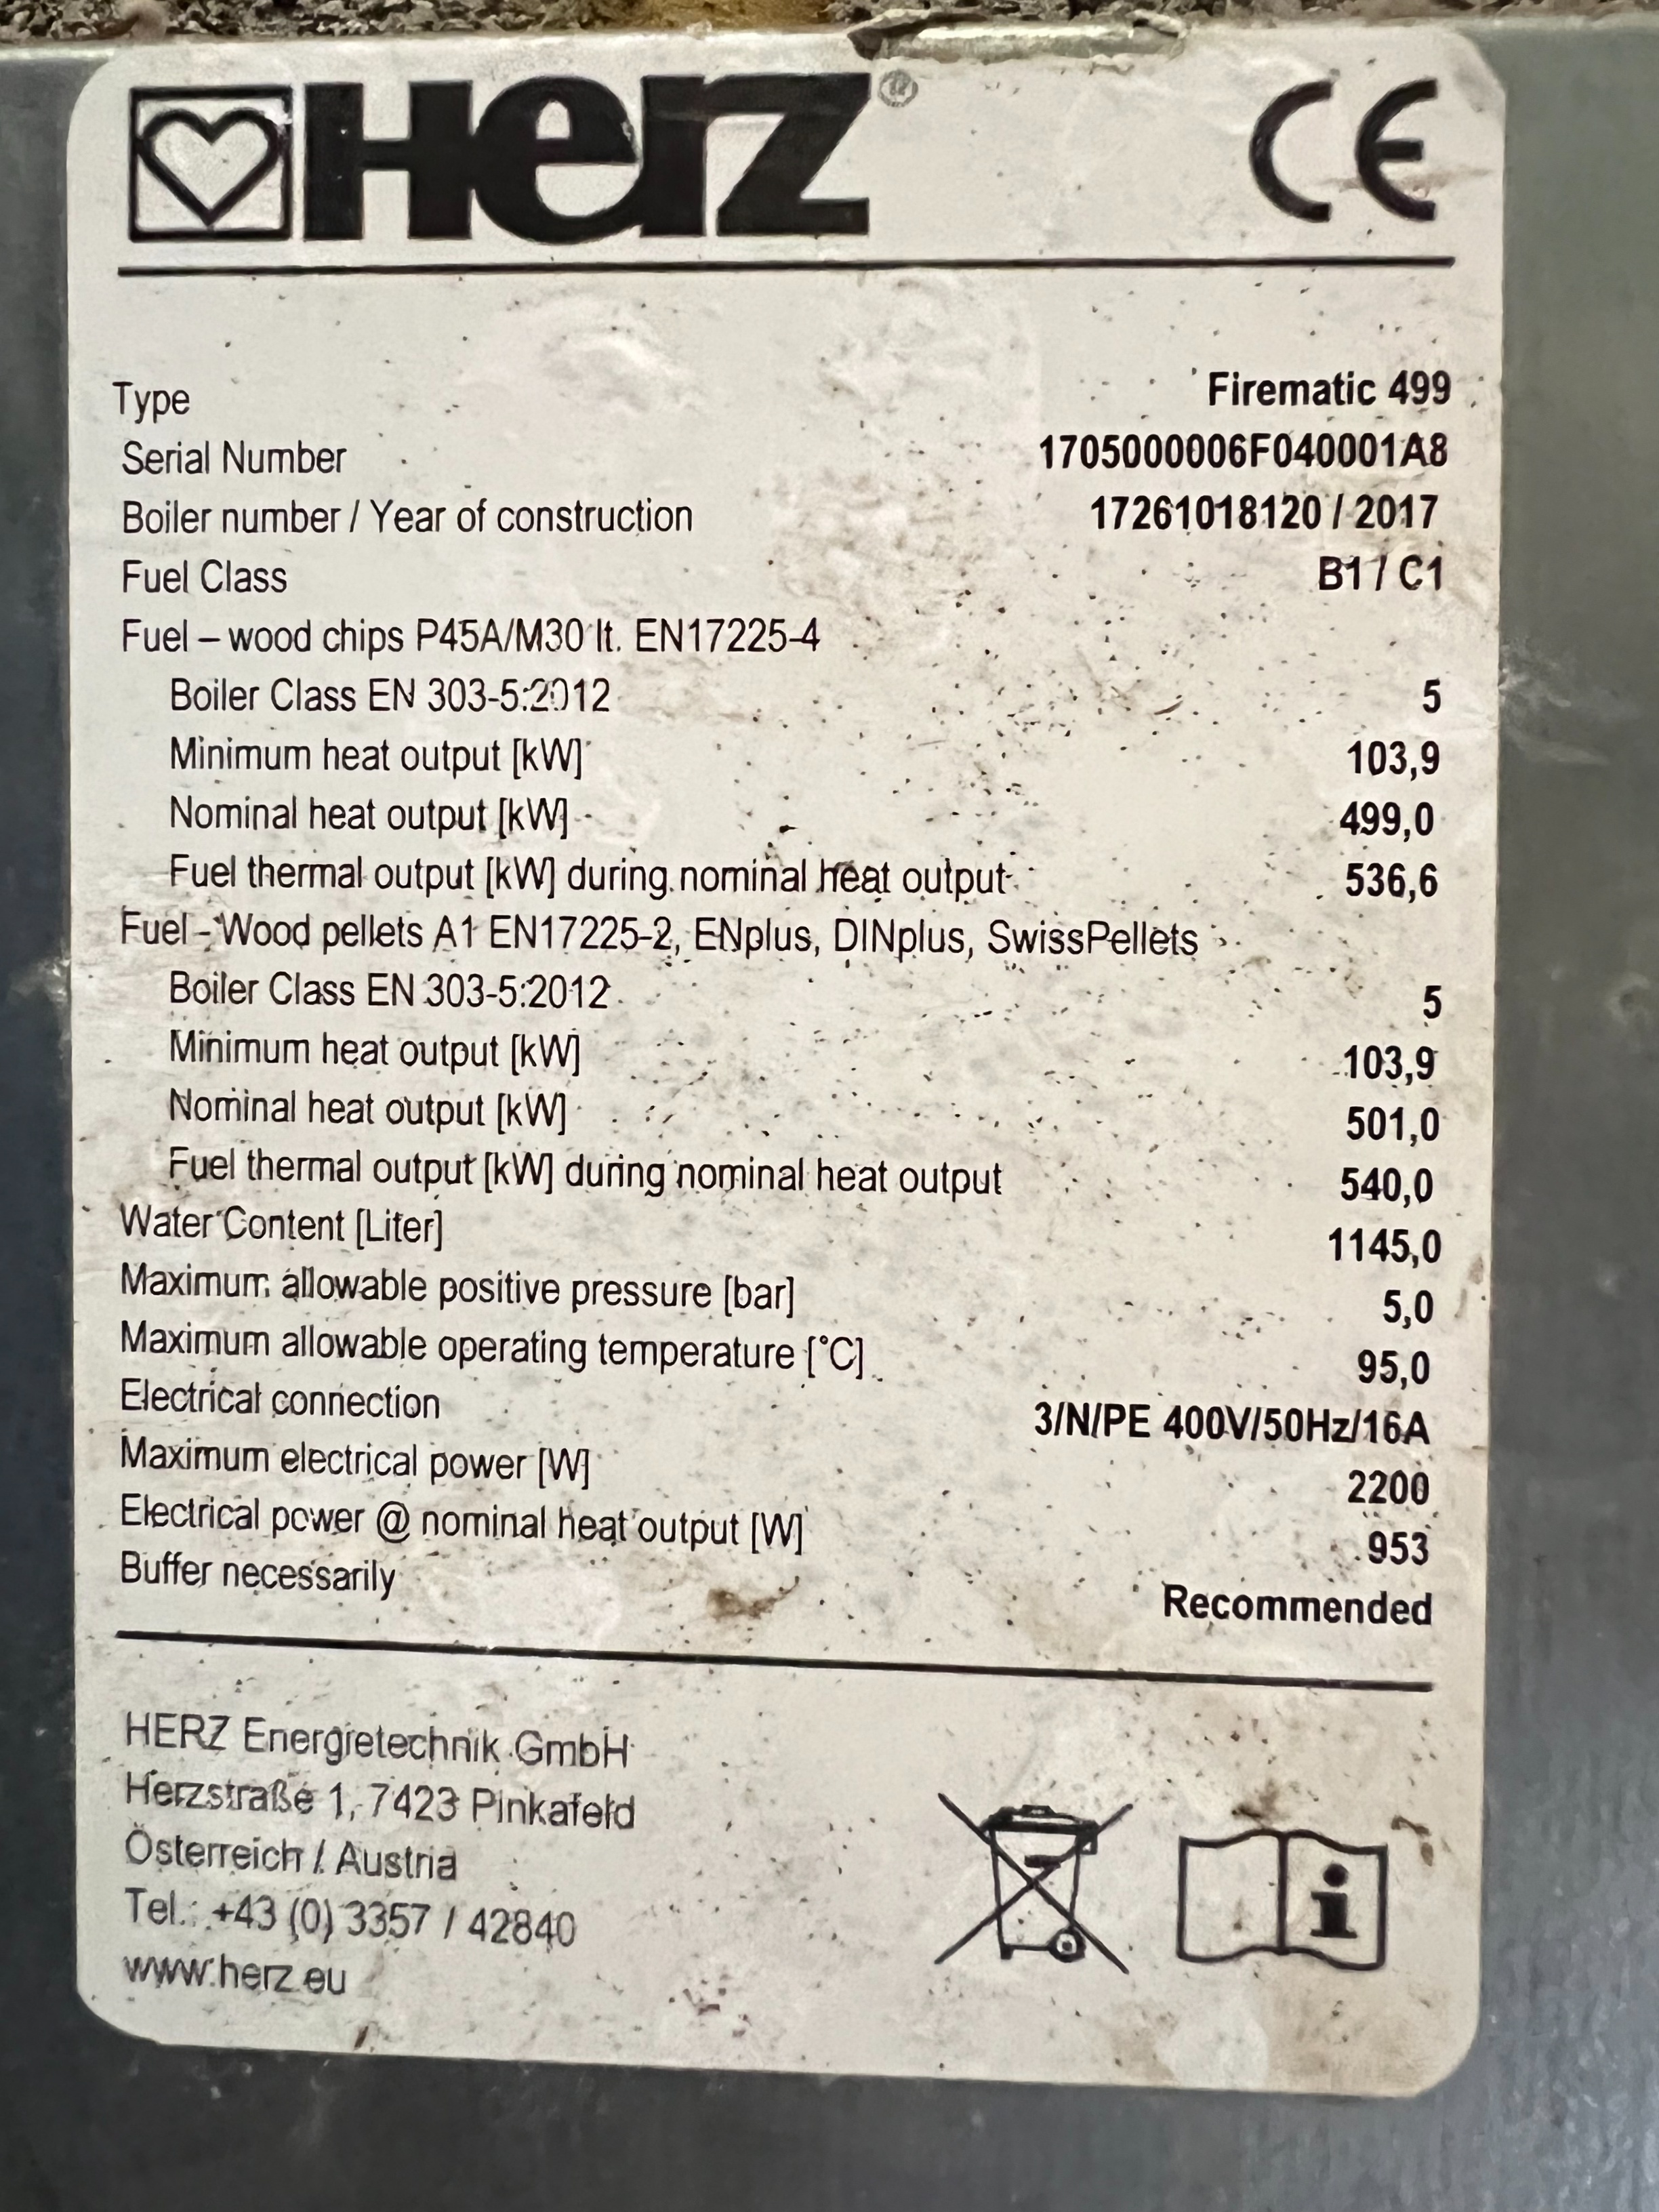 Herz®
CE
Type Firematic 499
Serial Number 1705000006F040001A8
Boiler number / Year of construction 17261018120 / 2017
Fuel Class B1 / C1
Fuel – wood chips P45A/M30 lt. EN17225-4
Boiler Class EN 303-5:2012 5
Minimum heat output [kW] 103,9
Nominal heat output [kW] 499,0
Fuel thermal output [kW] during nominal heat output 536,6
Fuel - Wood pellets A1 EN17225-2, ENplus, DINplus, SwissPellets
Boiler Class EN 303-5:2012 5
Minimum heat output [kW] 103,9
Nominal heat output [kW] 501,0
Fuel thermal output [kW] during nominal heat output 540,0
Water Content [Liter] 1145,0
Maximum allowable positive pressure [bar] 5,0
Maximum allowable operating temperature [°C] 95,0
Electrical connection 3/N/PE 400V/50Hz/16A
Maximum electrical power [W] 2200
Electrical power @ nominal heat output [W] 953
Buffer necessarily Recommended
HERZ Energietechnik GmbH
Herzstraße 1, 7423 Pinkafeld
Österreich / Austria
Tel.: +43 (0) 3357 / 42840
www.herz.eu
i